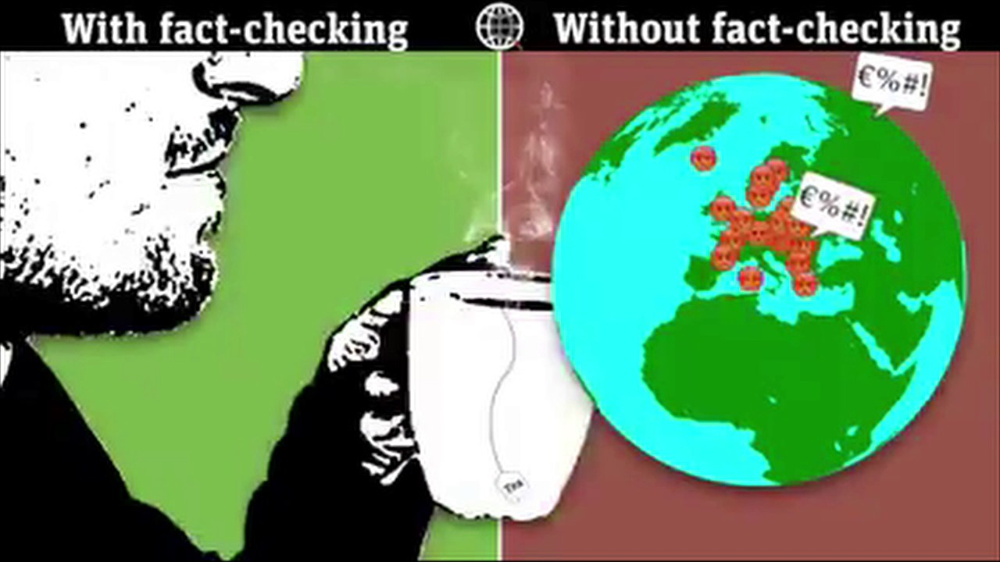 With fact-checking
Without fact-checking
€%#!
€%#!
Tea